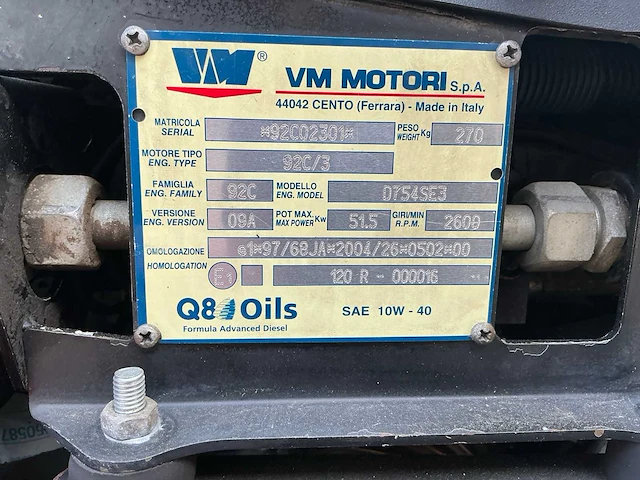 VM ® VM MOTORI S.p.A.
44042 CENTO (Ferrara) - Made in Italy
MATRICOLA SERIAL *92C02301* PESO WEIGHT Kg 270
MOTORE TIPO ENG. TYPE 92C/3
FAMIGLIA ENG. FAMILY 92C MODELLO ENG. MODEL D754SE3
VERSIONE ENG. VERSION 09A POT MAX. MAX POWER Kw 51.5 GIRI/MIN R.P.M. 2600
OMOLOGAZIONE HOMOLOGATION e1*97/68JA*2004/26*0502*00
E1 120 R - 000016
Q8 Oils SAE 10W - 40
Formula Advanced Diesel
50587